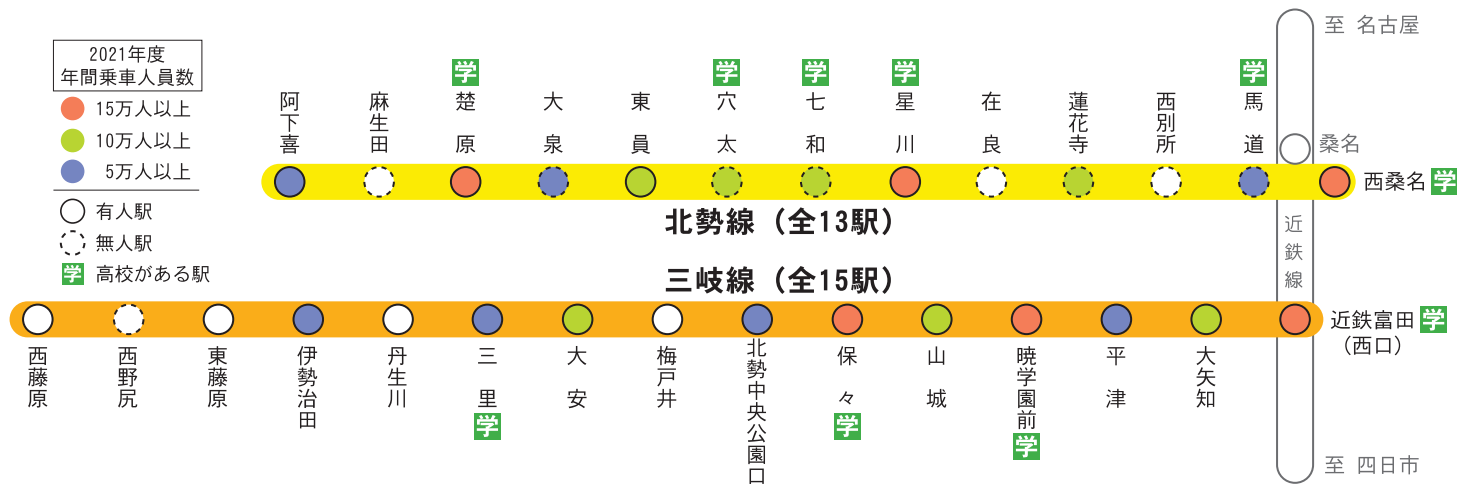 2021年度
年間乗車人員数
15万人以上
10万人以上
5万人以上
有人駅
無人駅
学 高校がある駅
至 名古屋
桑名
近鉄線
至 四日市
阿下喜
麻生田
学 楚原
大泉
東員
学 穴太
学 七和
学 星川
在良
蓮花寺
西別所
学 馬道
西桑名 学
北勢線（全13駅）
三岐線（全15駅）
西藤原
西野尻
東藤原
伊勢治田
丹生川
三里 学
大安
梅戸井
北勢中央公園口
保々 学
山城
暁学園前 学
平津
大矢知
近鉄富田 学
（西口）